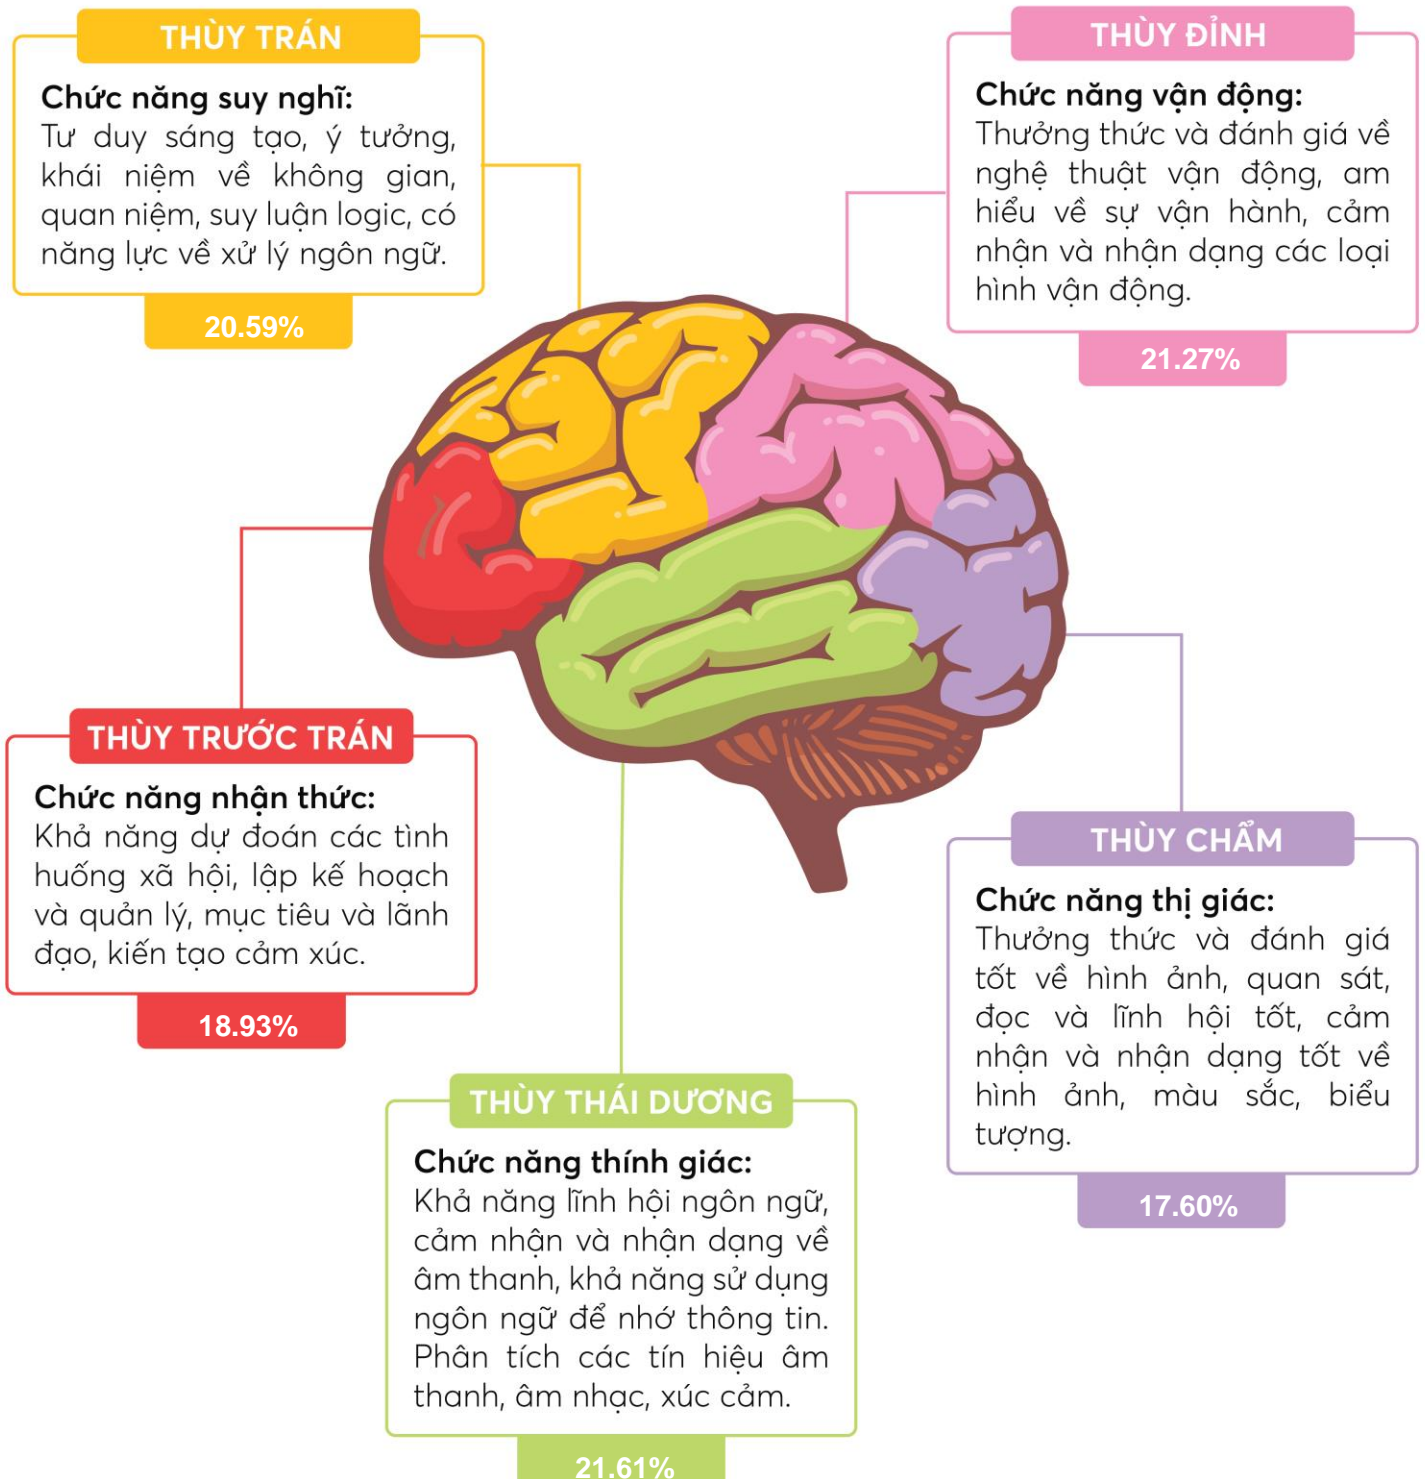 THÙY TRÁN
Chức năng suy nghĩ:
Tư duy sáng tạo, ý tưởng,
khái niệm về không gian,
quan niệm, suy luận logic, có
năng lực về xử lý ngôn ngữ.
20.59%
THÙY ĐỈNH
Chức năng vận động:
Thưởng thức và đánh giá về
nghệ thuật vận động, am
hiểu về sự vận hành, cảm
nhận và nhận dạng các loại
hình vận động.
21.27%
THÙY TRƯỚC TRÁN
Chức năng nhận thức:
Khả năng dự đoán các tình
huống xã hội, lập kế hoạch
và quản lý, mục tiêu và lãnh
đạo, kiến tạo cảm xúc.
18.93%
THÙY CHẨM
Chức năng thị giác:
Thưởng thức và đánh giá
tốt về hình ảnh, quan sát,
đọc và lĩnh hội tốt, cảm
nhận và nhận dạng tốt về
hình ảnh, màu sắc, biểu
tượng.
17.60%
THÙY THÁI DƯƠNG
Chức năng thính giác:
Khả năng lĩnh hội ngôn ngữ,
cảm nhận và nhận dạng về
âm thanh, khả năng sử dụng
ngôn ngữ để nhớ thông tin.
Phân tích các tín hiệu âm
thanh, âm nhạc, xúc cảm.
21.61%